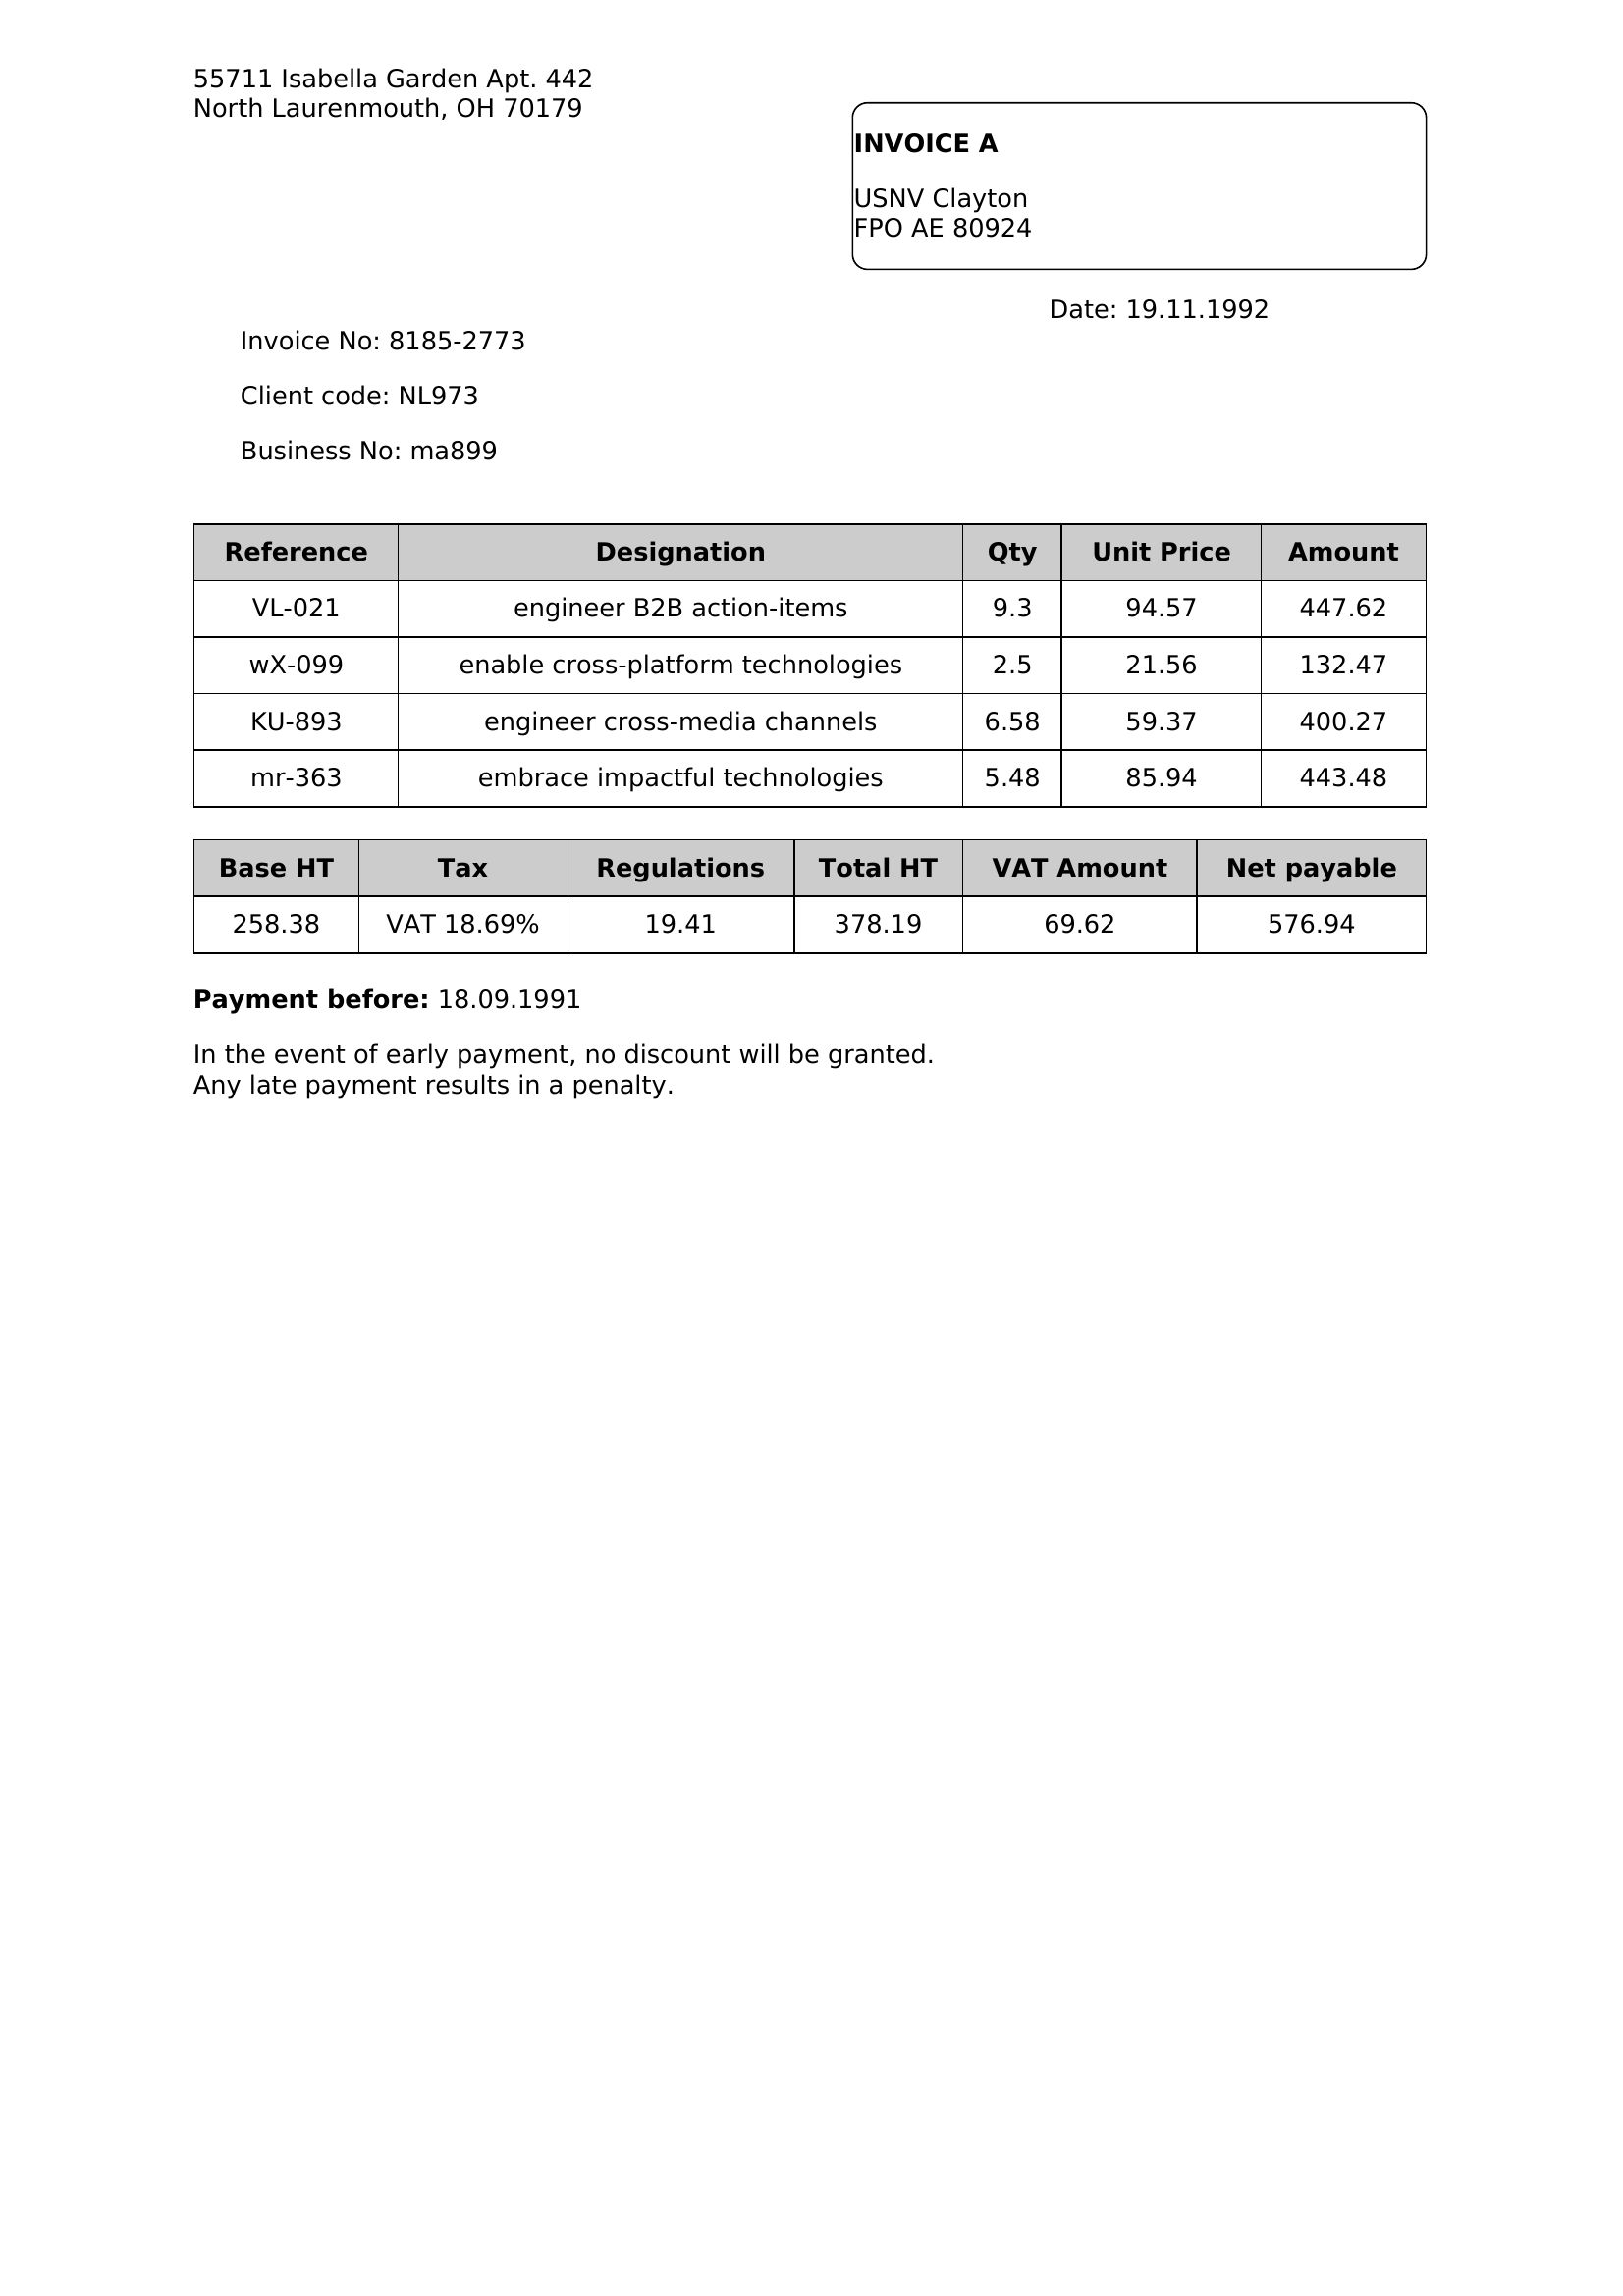 55711 Isabella Garden Apt. 442
North Laurenmouth, OH 70179
INVOICE A
USNV Clayton
FPO AE 80924
Date: 19.11.1992
Invoice No: 8185-2773
Client code: NL973
Business No: ma899
Reference Designation Qty Unit Price Amount
VL-021 engineer B2B action-items 9.3 94.57 447.62
wX-099 enable cross-platform technologies 2.5 21.56 132.47
KU-893 engineer cross-media channels 6.58 59.37 400.27
mr-363 embrace impactful technologies 5.48 85.94 443.48
Base HT Tax Regulations Total HT VAT Amount Net payable
258.38 VAT 18.69% 19.41 378.19 69.62 576.94
Payment before: 18.09.1991
In the event of early payment, no discount will be granted.
Any late payment results in a penalty.